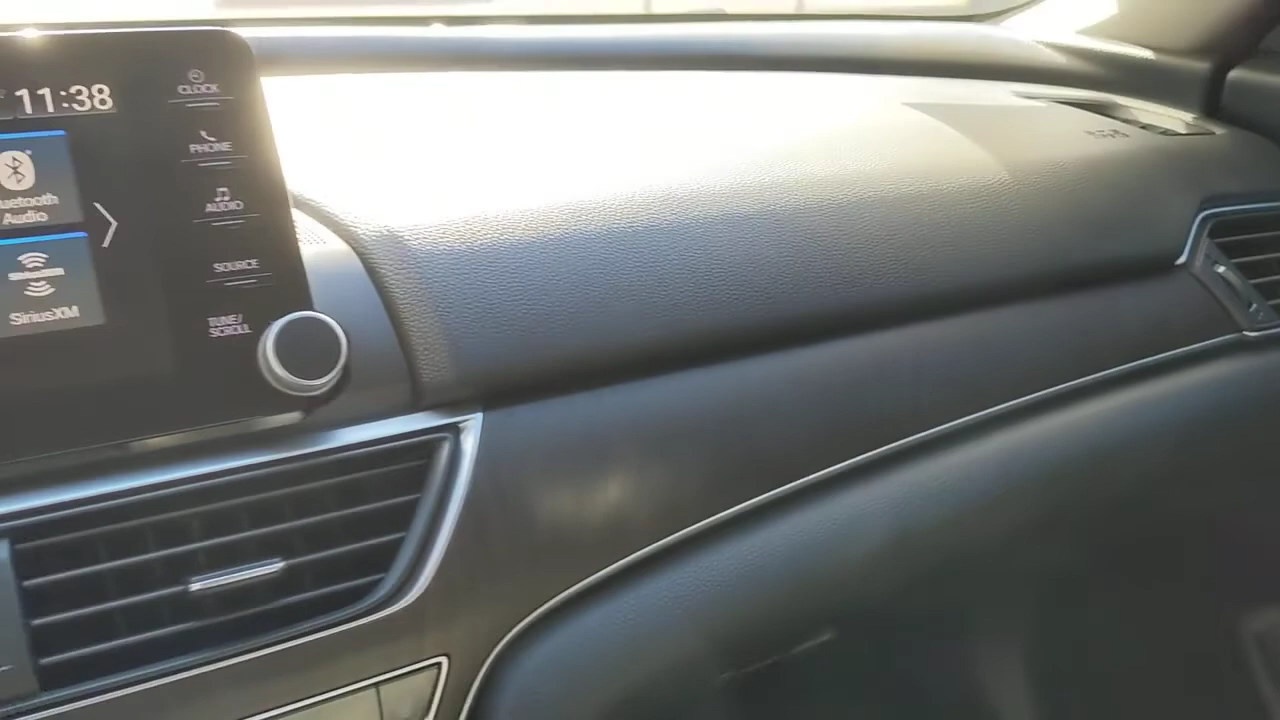 11:38
uetooth
Audio
SiriusXM
CLOCK
PHONE
AUDIO
SOURCE
TUNE/
SCROLL